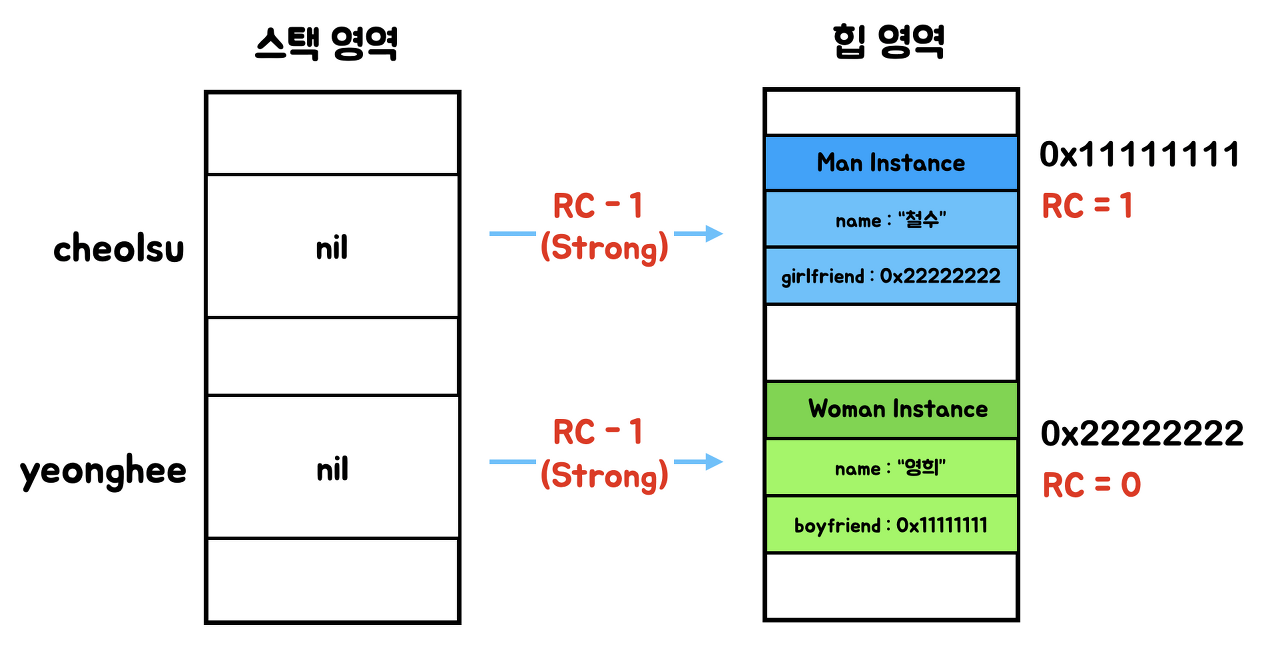 스택 영역
힙 영역
cheolsu
nil
RC - 1
(Strong)
Man Instance
name : “철수”
girlfriend : 0x22222222
0x11111111
RC = 1
yeonghee
nil
RC - 1
(Strong)
Woman Instance
name : “영희”
boyfriend : 0x11111111
0x22222222
RC = 0